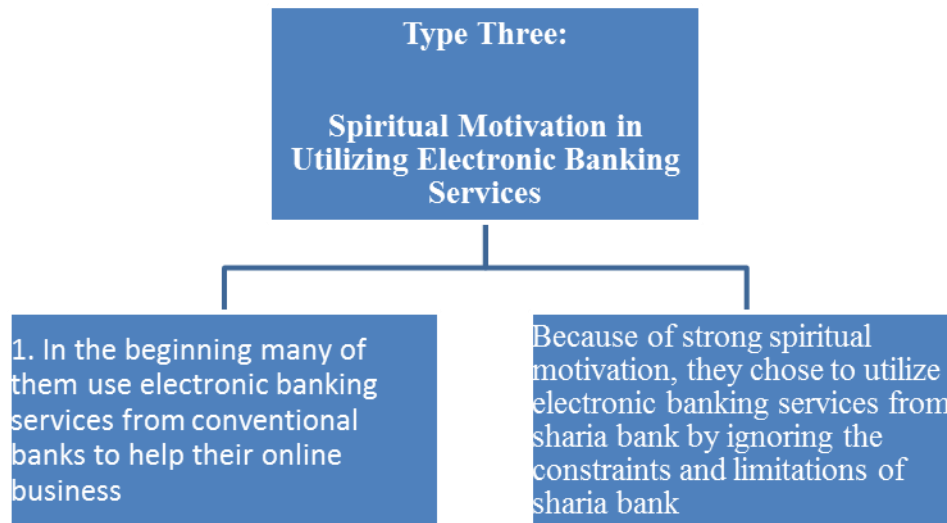 Type Three:
Spiritual Motivation in
Utilizing Electronic Banking
Services
1. In the beginning many of
them use electronic banking
services from conventional
banks to help their online
business
Because of strong spiritual
motivation, they chose to utilize
electronic banking services from
sharia bank by ignoring the
constraints and limitations of
sharia bank